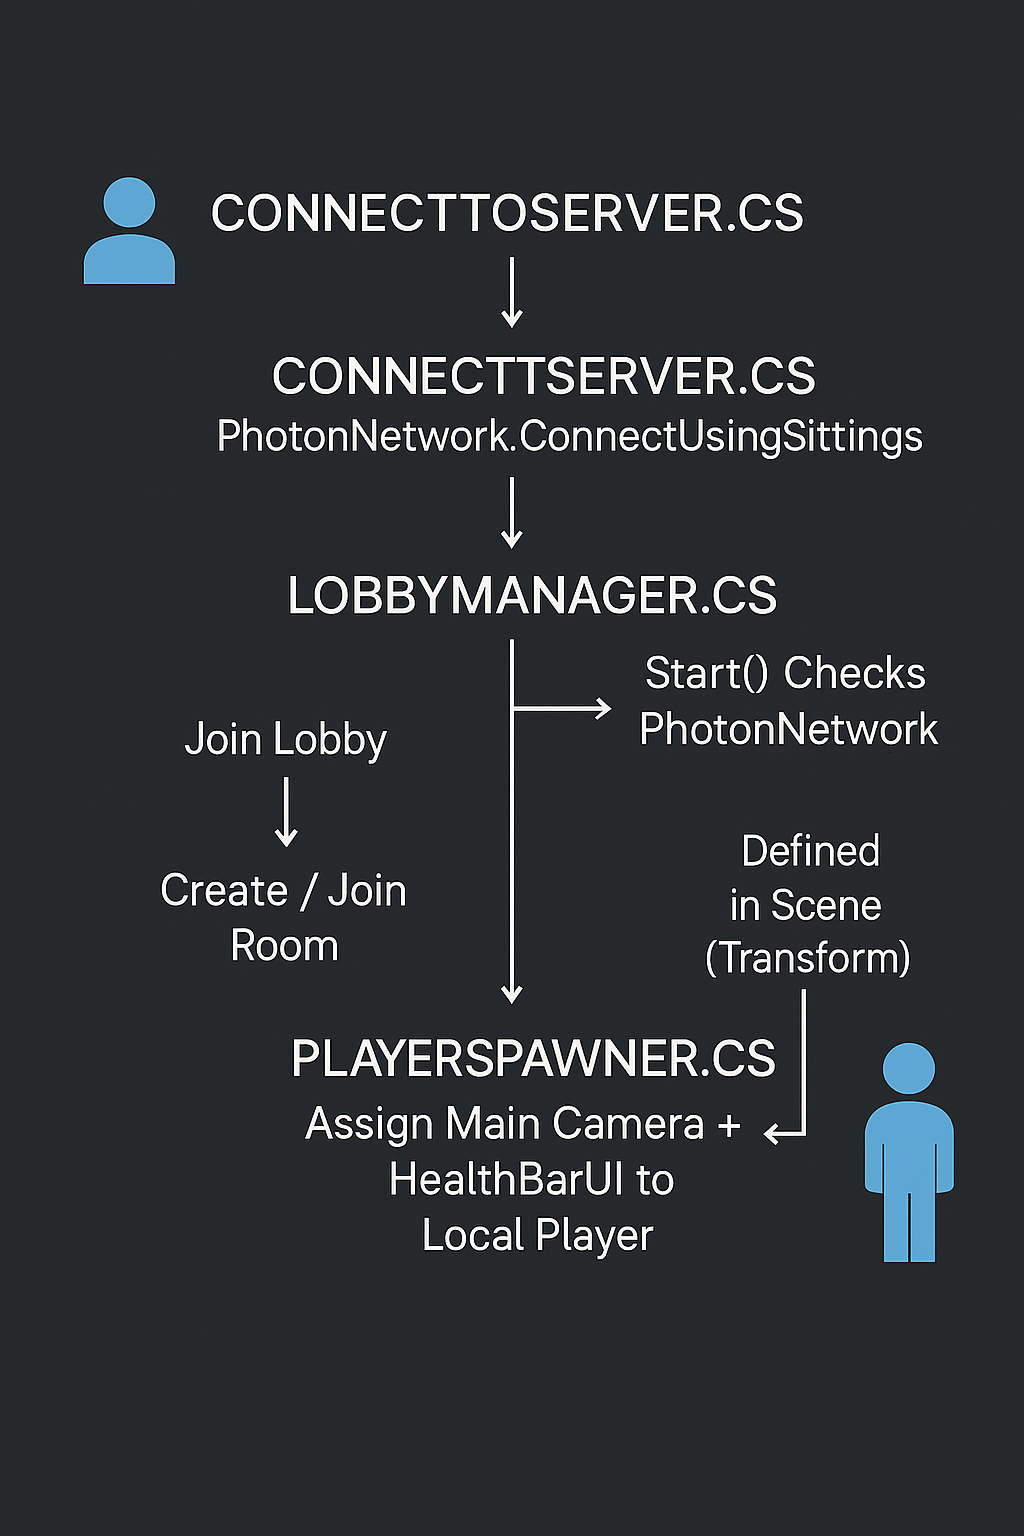 CONNECTTOSERVER.CS
CONNECTTSERVER.CS
PhotonNetwork.ConnectUsingSittings
LOBBYMANAGER.CS
Start() Checks
PhotonNetwork
Join Lobby
Create / Join
Room
Defined
in Scene
(Transform)
PLAYERSPAWNER.CS
Assign Main Camera +
HealthBarUI to
Local Player